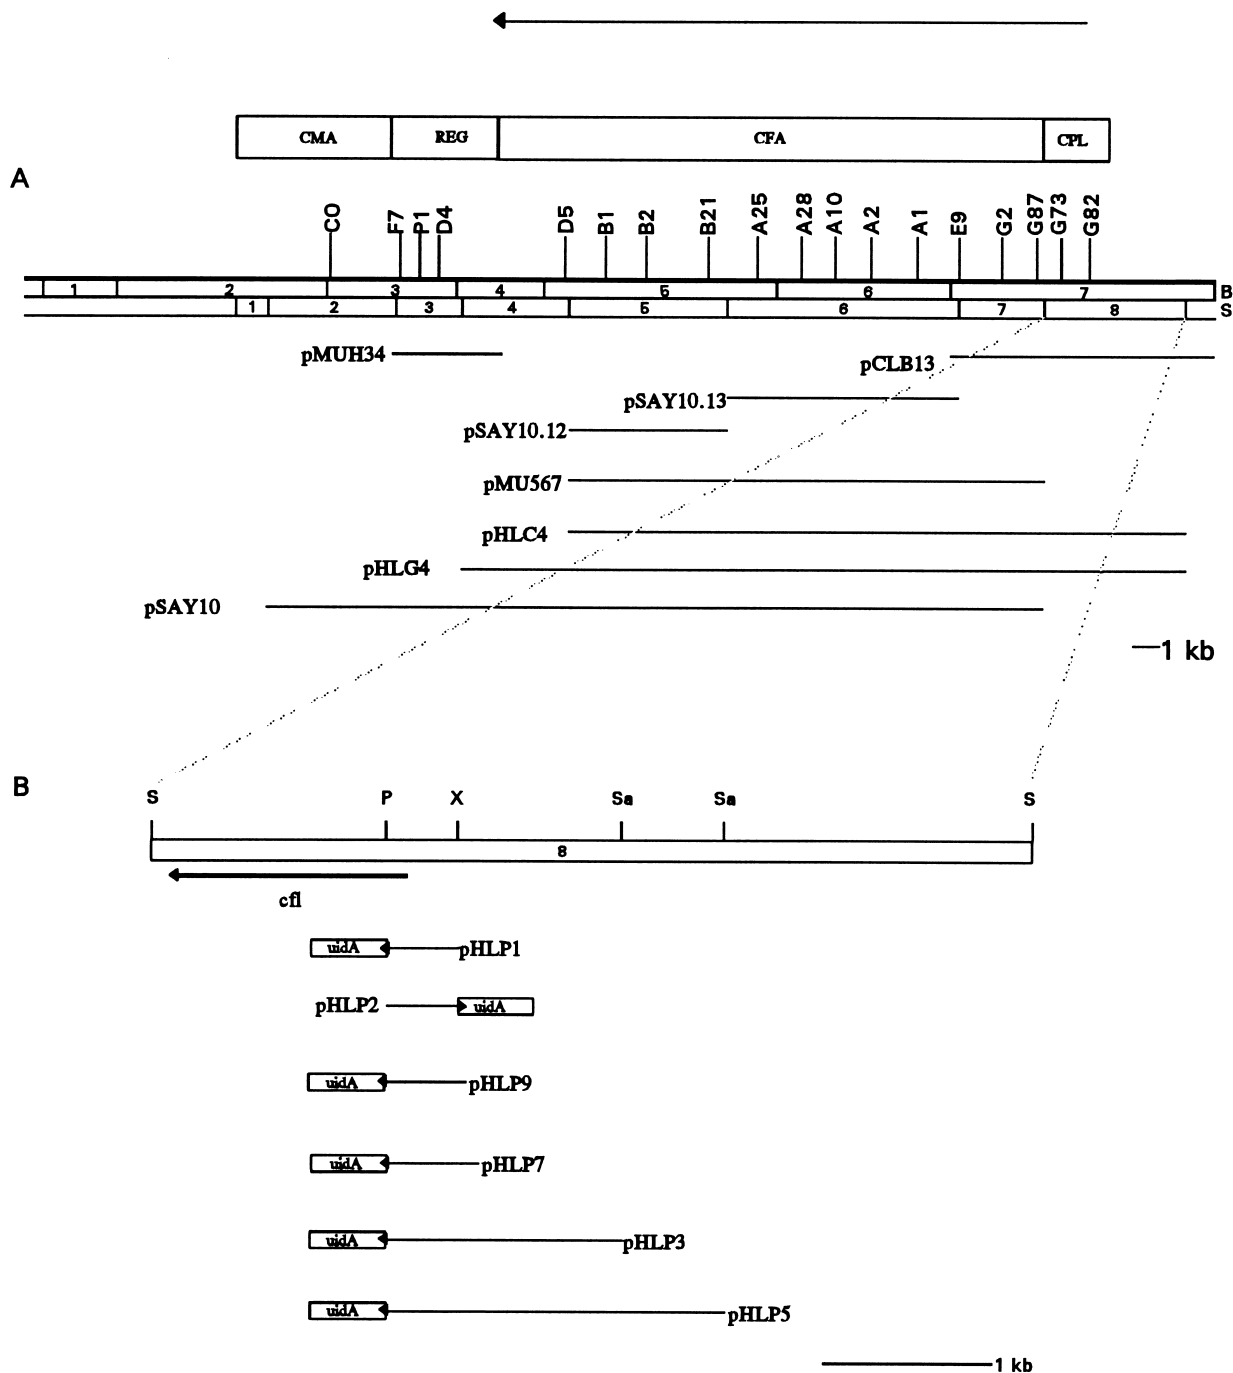 CMA REG CFA CPL
A
CO F7 P1 D4 D5 B1 B2 B21 A25 A28 A10 A2 A1 E9 G2 G87 G73 G82
1 2 3 4 5 6 7 B
1 2 3 4 5 6 7 8 S
pMUH34
pCLB13
pSAY10.13
pSAY10.12
pMU567
pHLC4
pHLG4
pSAY10
1 kb
B
S P X Sa Sa S
8
cfl
uidA pHLP1
pHLP2 uidA
uidA pHLP9
uidA pHLP7
uidA pHLP3
uidA pHLP5
1 kb